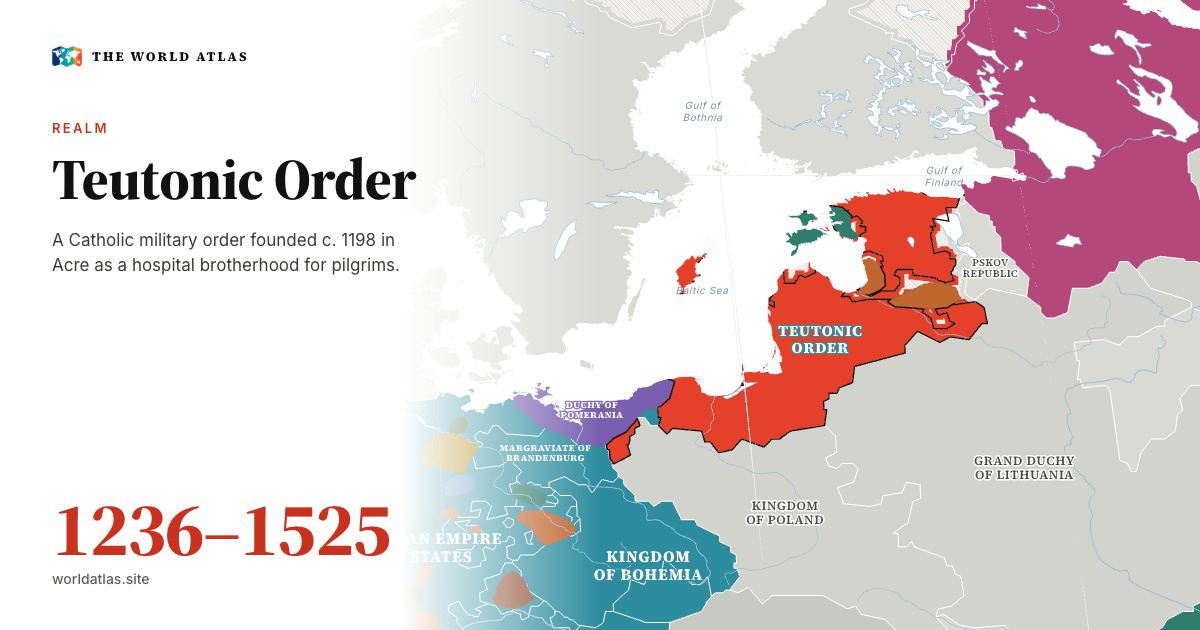 THE WORLD ATLAS
REALM
Teutonic Order
A Catholic military order founded c. 1198 in
Acre as a hospital brotherhood for pilgrims.
1236–1525
worldatlas.site
Gulf of
Bothnia
Gulf of
Finland
Baltic Sea
PSKOV
REPUBLIC
TEUTONIC
ORDER
DUCHY OF
POMERANIA
MARGRAVIATE OF
BRANDENBURG
GRAND DUCHY
OF LITHUANIA
KINGDOM
OF POLAND
AN EMPIRE
STATES
KINGDOM
OF BOHEMIA